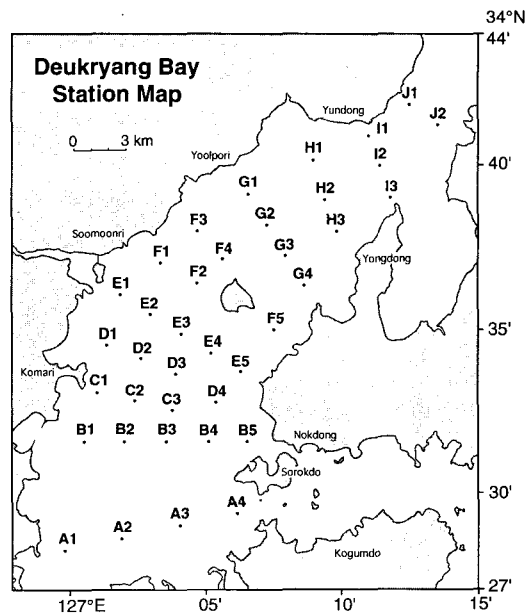 34°N
44'
Deukryang Bay
Station Map
0 3 km
J1
J2
Yundong
I1
H1
Yoolpori
I2
40'
G1
H2
I3
F3
G2
H3
Soomoonri
F1
F4
G3
Yongdong
F2
G4
E1
E2
F5
E3
35'
D1
D2
E4
D3
E5
Komari
C1
C2
C3
D4
B1 B2 B3 B4 B5
Nokdong
Sorokdo
30'
A4
A3
A2
A1
Kogumdo
27'
127°E 05' 10' 15'